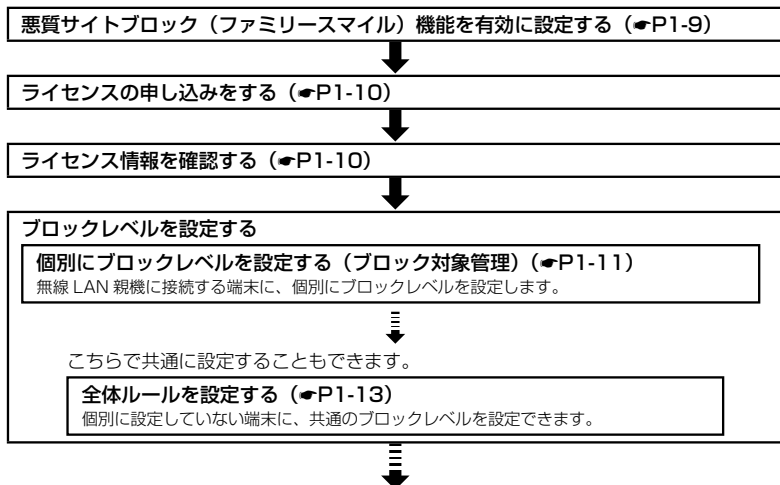 悪質サイトブロック（ファミリースマイル）機能を有効に設定する（☛P1-9）
ライセンスの申し込みをする（☛P1-10）
ライセンス情報を確認する（☛P1-10）
ブロックレベルを設定する
個別にブロックレベルを設定する（ブロック対象管理）（☛P1-11）
無線 LAN 親機に接続する端末に、個別にブロックレベルを設定します。
こちらで共通に設定することもできます。
全体ルールを設定する（☛P1-13）
個別に設定していない端末に、共通のブロックレベルを設定できます。